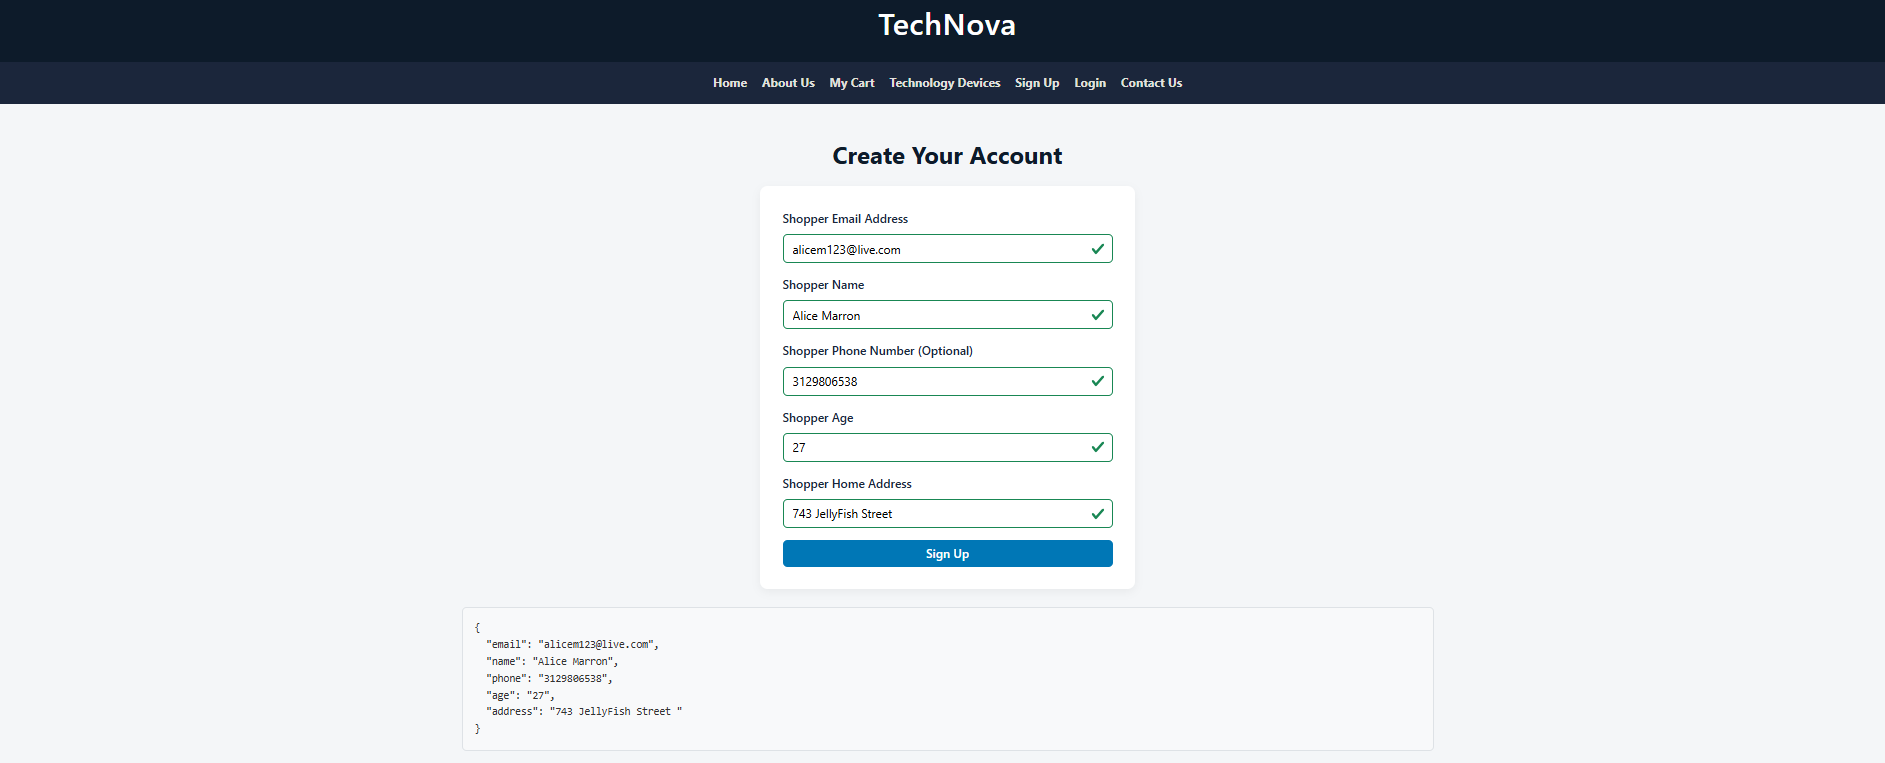 TechNova
Home About Us My Cart Technology Devices Sign Up Login Contact Us
Create Your Account
Shopper Email Address
alicem123@live.com
Shopper Name
Alice Marron
Shopper Phone Number (Optional)
3129806538
Shopper Age
27
Shopper Home Address
743 JellyFish Street
Sign Up
{
  "email": "alicem123@live.com",
  "name": "Alice Marron",
  "phone": "3129806538",
  "age": "27",
  "address": "743 JellyFish Street "
}